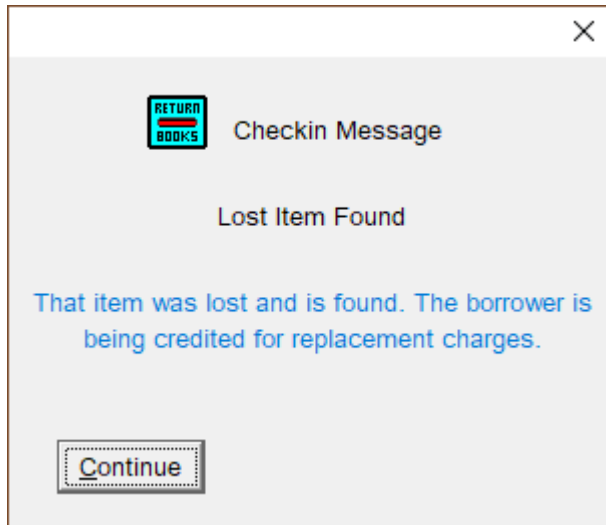 RETURN
BOOKS
Checkin Message
Lost Item Found
That item was lost and is found. The borrower is
being credited for replacement charges.
Continue